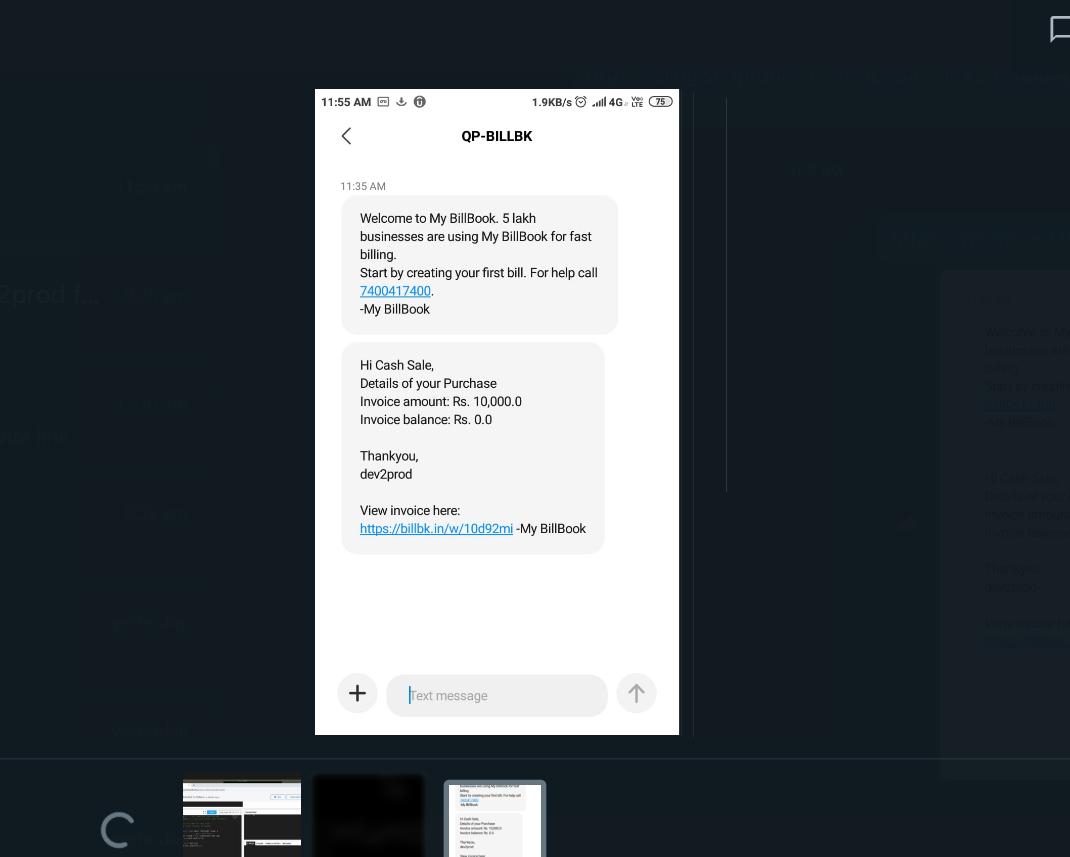 11:55 AM
1.9KB/s 4G Vo LTE 75
QP-BILLBK
11:35 AM
Welcome to My BillBook. 5 lakh
businesses are using My BillBook for fast
billing.
Start by creating your first bill. For help call
7400417400.
-My BillBook
Hi Cash Sale,
Details of your Purchase
Invoice amount: Rs. 10,000.0
Invoice balance: Rs. 0.0
Thankyou,
dev2prod
View invoice here:
https://billbk.in/w/10d92mi -My BillBook
Text message